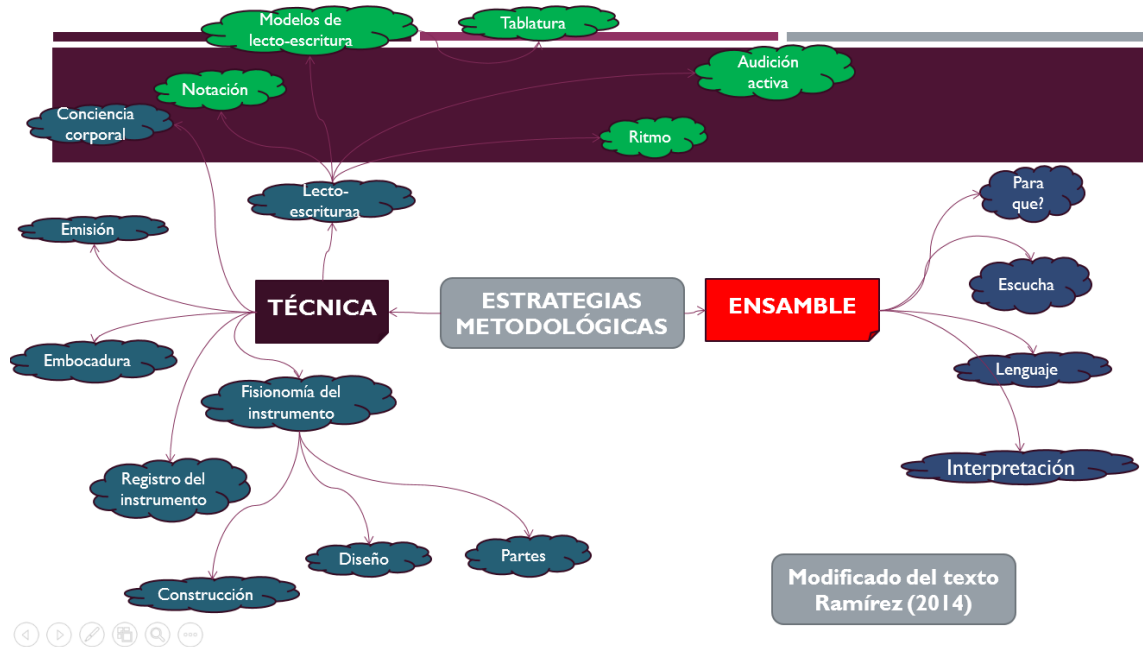 Modelos de
lecto-escritura
Tablatura
Audición
activa
Notación
Conciencia
corporal
Ritmo
Lecto-
escrituraa
Para
que?
Emisión
Escucha
TÉCNICA
ESTRATEGIAS
METODOLÓGICAS
ENSAMBLE
Embocadura
Lenguaje
Fisionomía del
instrumento
Interpretación
Registro del
instrumento
Diseño
Partes
Construcción
Modificado del texto
Ramírez (2014)